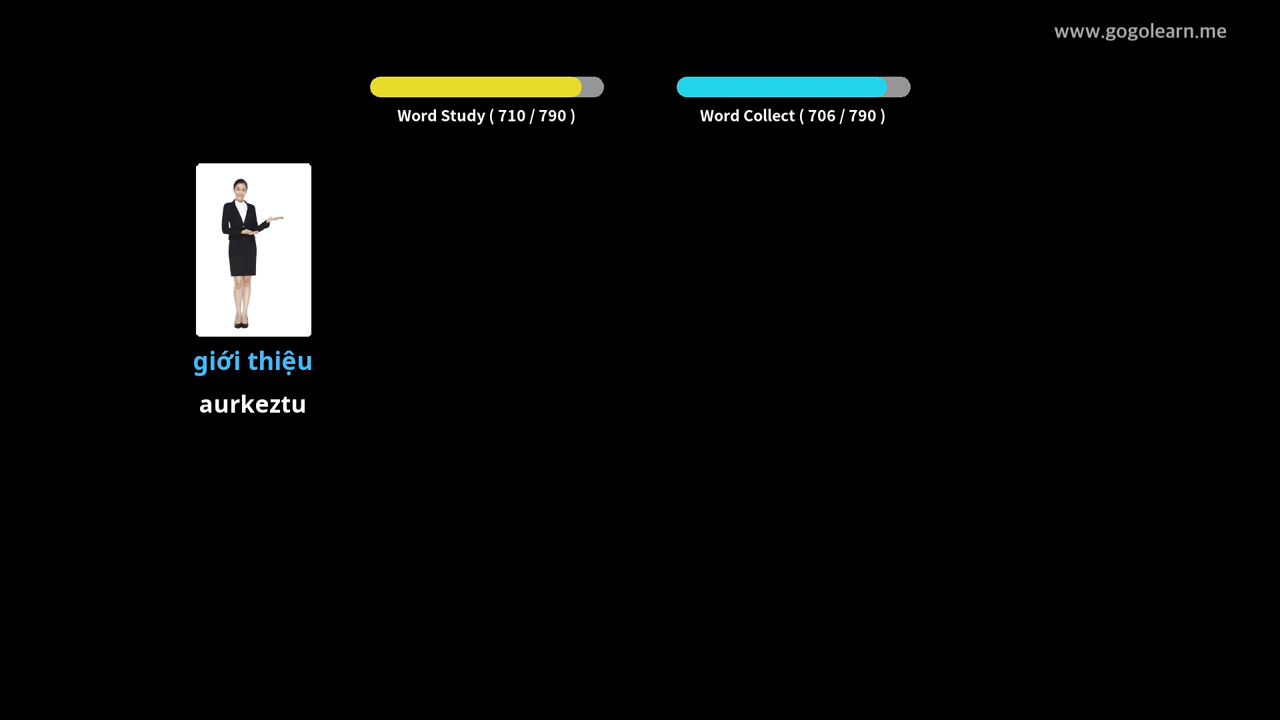 www.gogolearn.me
Word Study ( 710 / 790 )
Word Collect ( 706 / 790 )
giới thiệu
aurkeztu